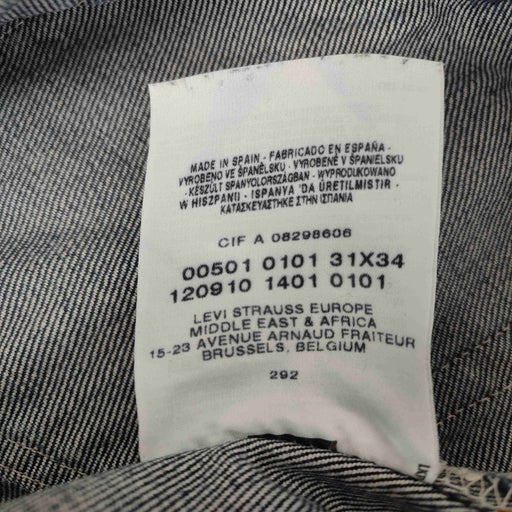 MADE IN SPAIN - FABRICADO EN ESPAÑA -
VYROBENO VE ŠPANĚLSKU - VYROBENÉ V ŠPANIELSKU
- KÉSZÜLT SPANYOLORSZÁGBAN - WYPRODUKOWANO
W HISZPANII - ISPANYA 'DA ÜRETILMISTIR -
ΚΑΤΑΣΚΕΥΑΣΤΗΚΕ ΣΤΗΝ ΙΣΠΑΝΙΑ
CIF A 08298606
00501 0101 31X34
120910 1401 0101
LEVI STRAUSS EUROPE
MIDDLE EAST & AFRICA
15-23 AVENUE ARNAUD FRAITEUR
BRUSSELS, BELGIUM
292